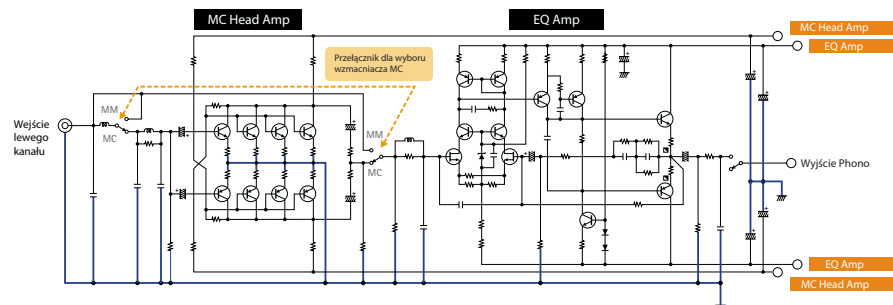 MC Head Amp
EQ Amp
MC Head Amp
EQ Amp
Przełącznik dla wyboru
wzmacniacza MC
MM
MC
Wejście
lewego
kanału
MM
MC
Wyjście Phono
EQ Amp
MC Head Amp